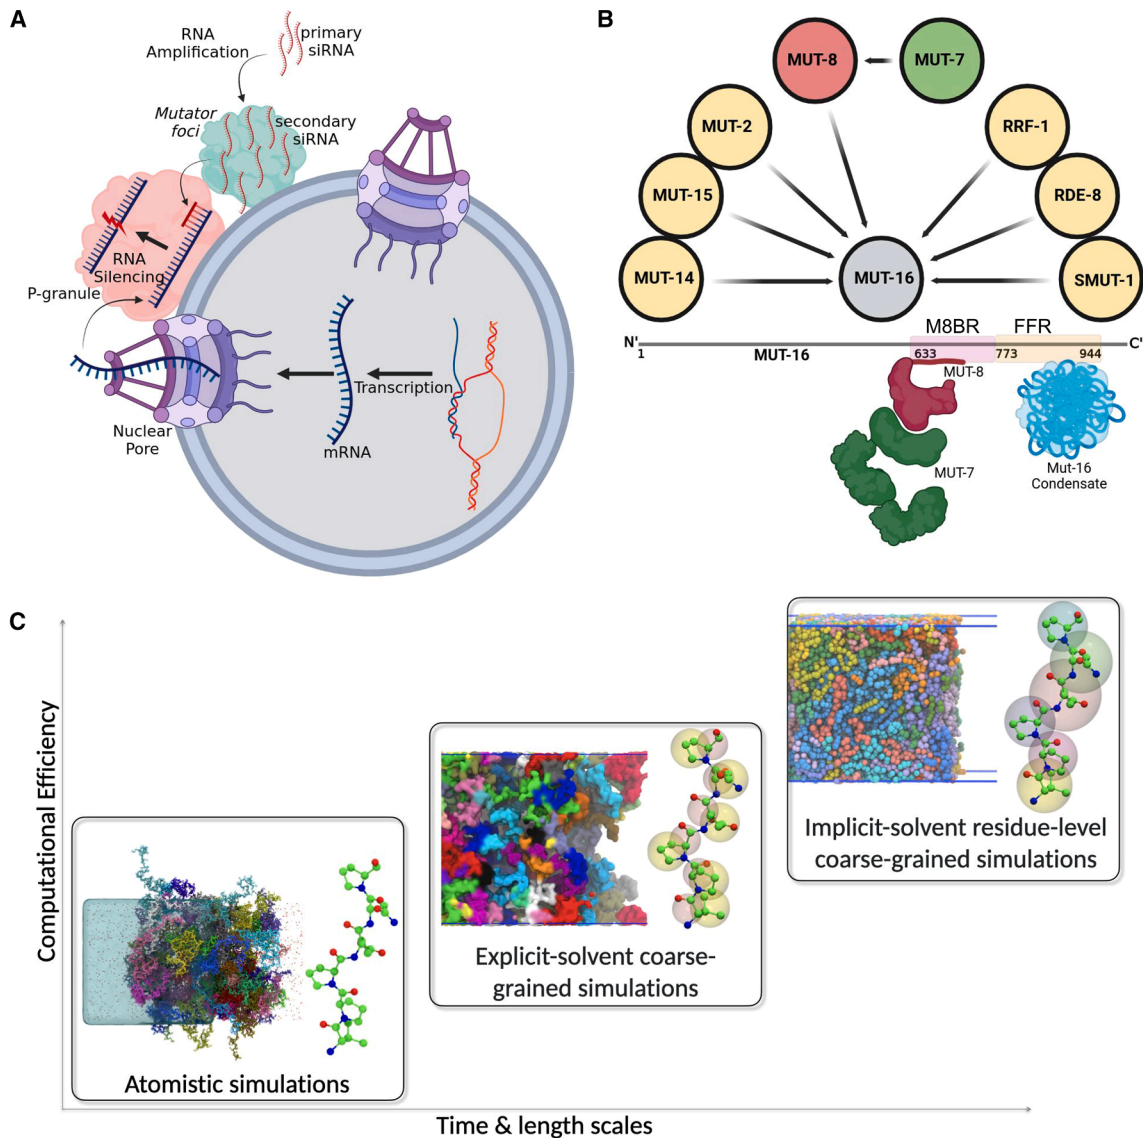 A
RNA
Amplification
primary
siRNA
Mutator
foci
secondary
siRNA
RNA
Silencing
P-granule
Transcription
mRNA
Nuclear
Pore
B
MUT-8
MUT-7
MUT-2
RRF-1
MUT-15
RDE-8
MUT-14
MUT-16
SMUT-1
M8BR
FFR
N'
C'
1
MUT-16
633
773
944
MUT-8
MUT-7
Mut-16
Condensate
C
Computational Efficiency
Implicit-solvent residue-level
coarse-grained simulations
Explicit-solvent coarse-
grained simulations
Atomistic simulations
Time & length scales